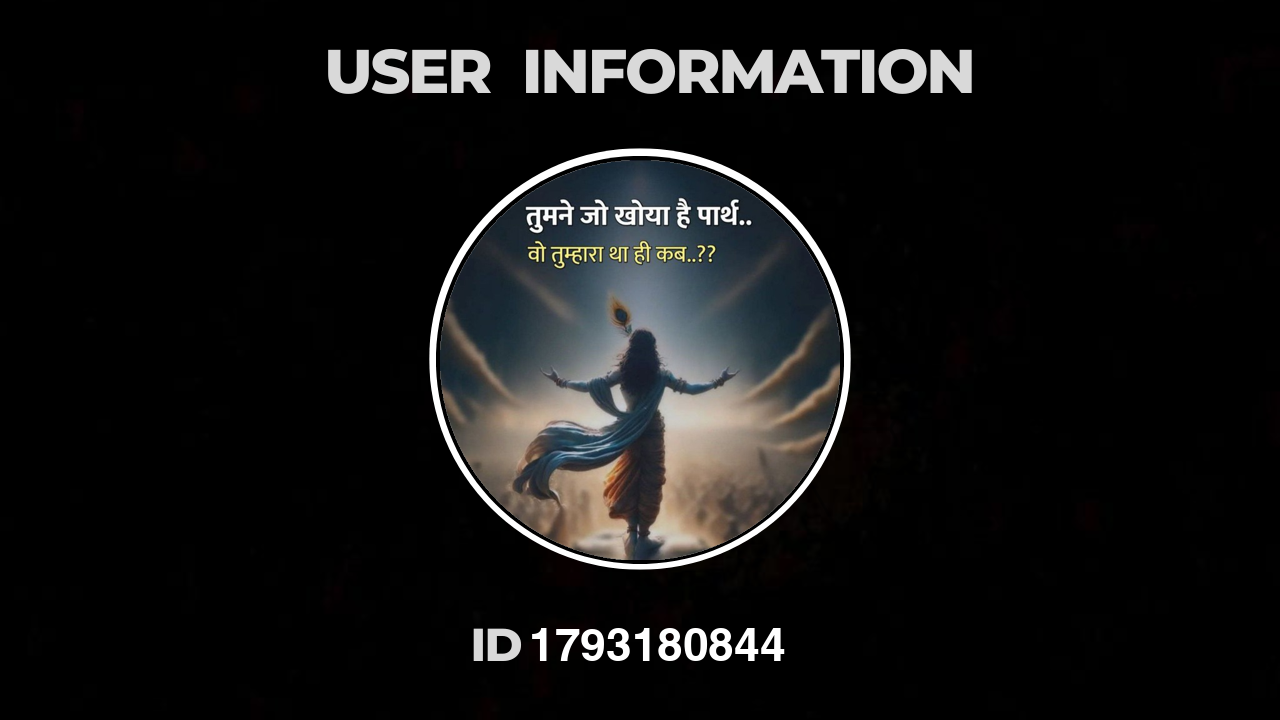 USER INFORMATION
तुमने जो खोया है पार्थ..
वो तुम्हारा था ही कब..??
ID 1793180844